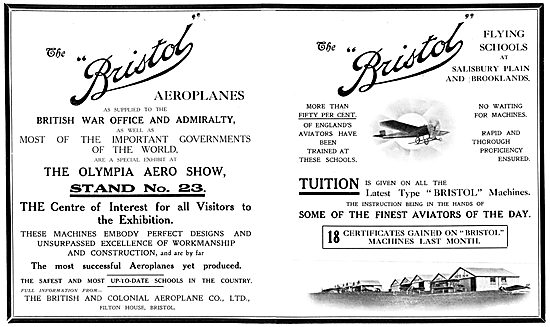 The "Bristol"
AEROPLANES
AS SUPPLIED TO THE
BRITISH WAR OFFICE AND ADMIRALTY,
AS WELL AS
MOST OF THE IMPORTANT GOVERNMENTS
OF THE WORLD,
ARE A SPECIAL EXHIBIT AT
THE OLYMPIA AERO SHOW,
STAND No. 23.
THE Centre of Interest for all Visitors to
the Exhibition.
THESE MACHINES EMBODY PERFECT DESIGNS AND
UNSURPASSED EXCELLENCE OF WORKMANSHIP
AND CONSTRUCTION, and are by far
The most successful Aeroplanes yet produced.
THE SAFEST AND MOST UP-TO-DATE SCHOOLS IN THE COUNTRY.
FULL INFORMATION FROM—
THE BRITISH AND COLONIAL AEROPLANE CO., LTD.,
FILTON HOUSE, BRISTOL.
The "Bristol"
FLYING
SCHOOLS
AT
SALISBURY PLAIN
AND BROOKLANDS.
MORE THAN
FIFTY PER CENT.
OF ENGLAND'S
AVIATORS HAVE
BEEN
TRAINED AT
THESE SCHOOLS.
NO WAITING
FOR MACHINES.
RAPID AND
THOROUGH
PROFICIENCY
ENSURED.
TUITION IS GIVEN ON ALL THE
Latest Type "BRISTOL" Machines.
THE INSTRUCTION BEING IN THE HANDS OF
SOME OF THE FINEST AVIATORS OF THE DAY.
18 CERTIFICATES GAINED ON "BRISTOL"
MACHINES LAST MONTH.